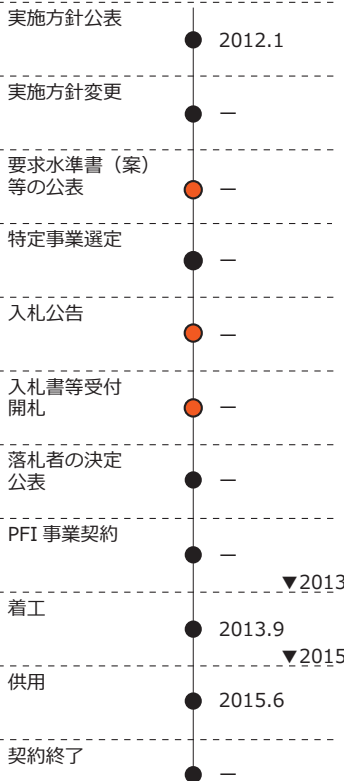 実施方針公表
2012.1
実施方針変更
—
要求水準書（案）
等の公表
—
特定事業選定
—
入札公告
—
入札書等受付
開札
—
落札者の決定
公表
—
PFI 事業契約
—
▼2013
着工
2013.9
▼2015
供用
2015.6
契約終了
—